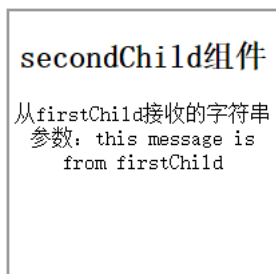 secondChild组件
从firstChild接收的字符串
参数：this message is
from firstChild